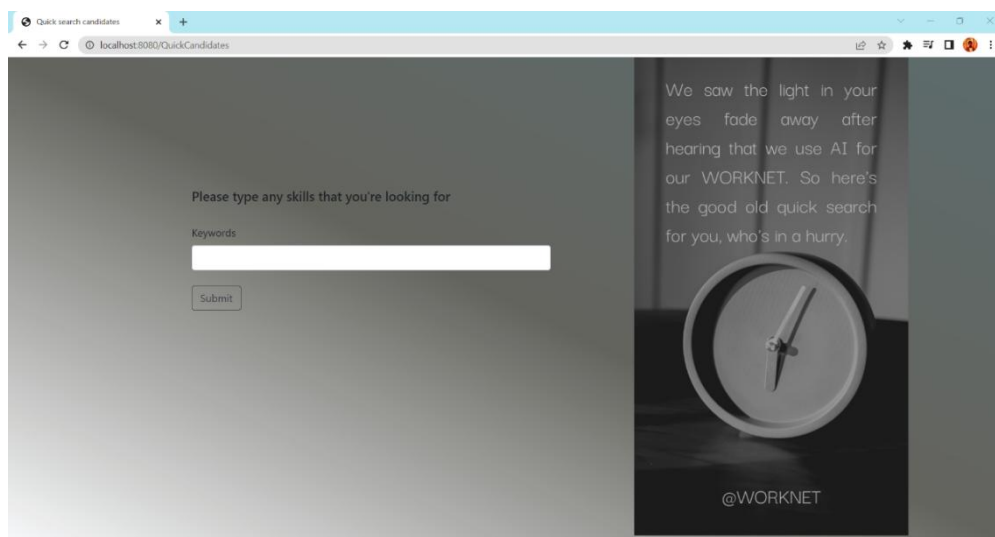 Quick search candidates
localhost:8080/QuickCandidates
Please type any skills that you're looking for
Keywords
Submit
We saw the light in your
eyes fade away after
hearing that we use AI for
our WORKNET. So here's
the good old quick search
for you, who's in a hurry.
@WORKNET